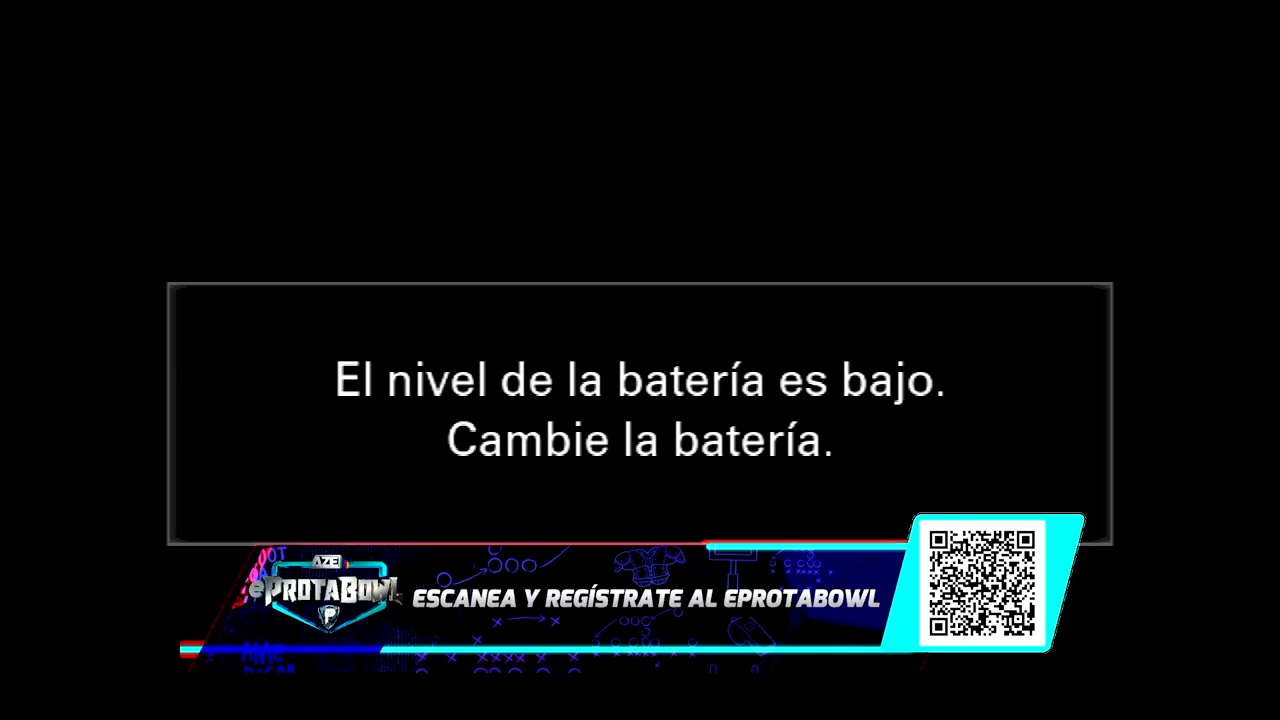 El nivel de la batería es bajo.
Cambie la batería.
AZE
ePROTABOWL
P
ESCANEA Y REGÍSTRATE AL EPROTABOWL